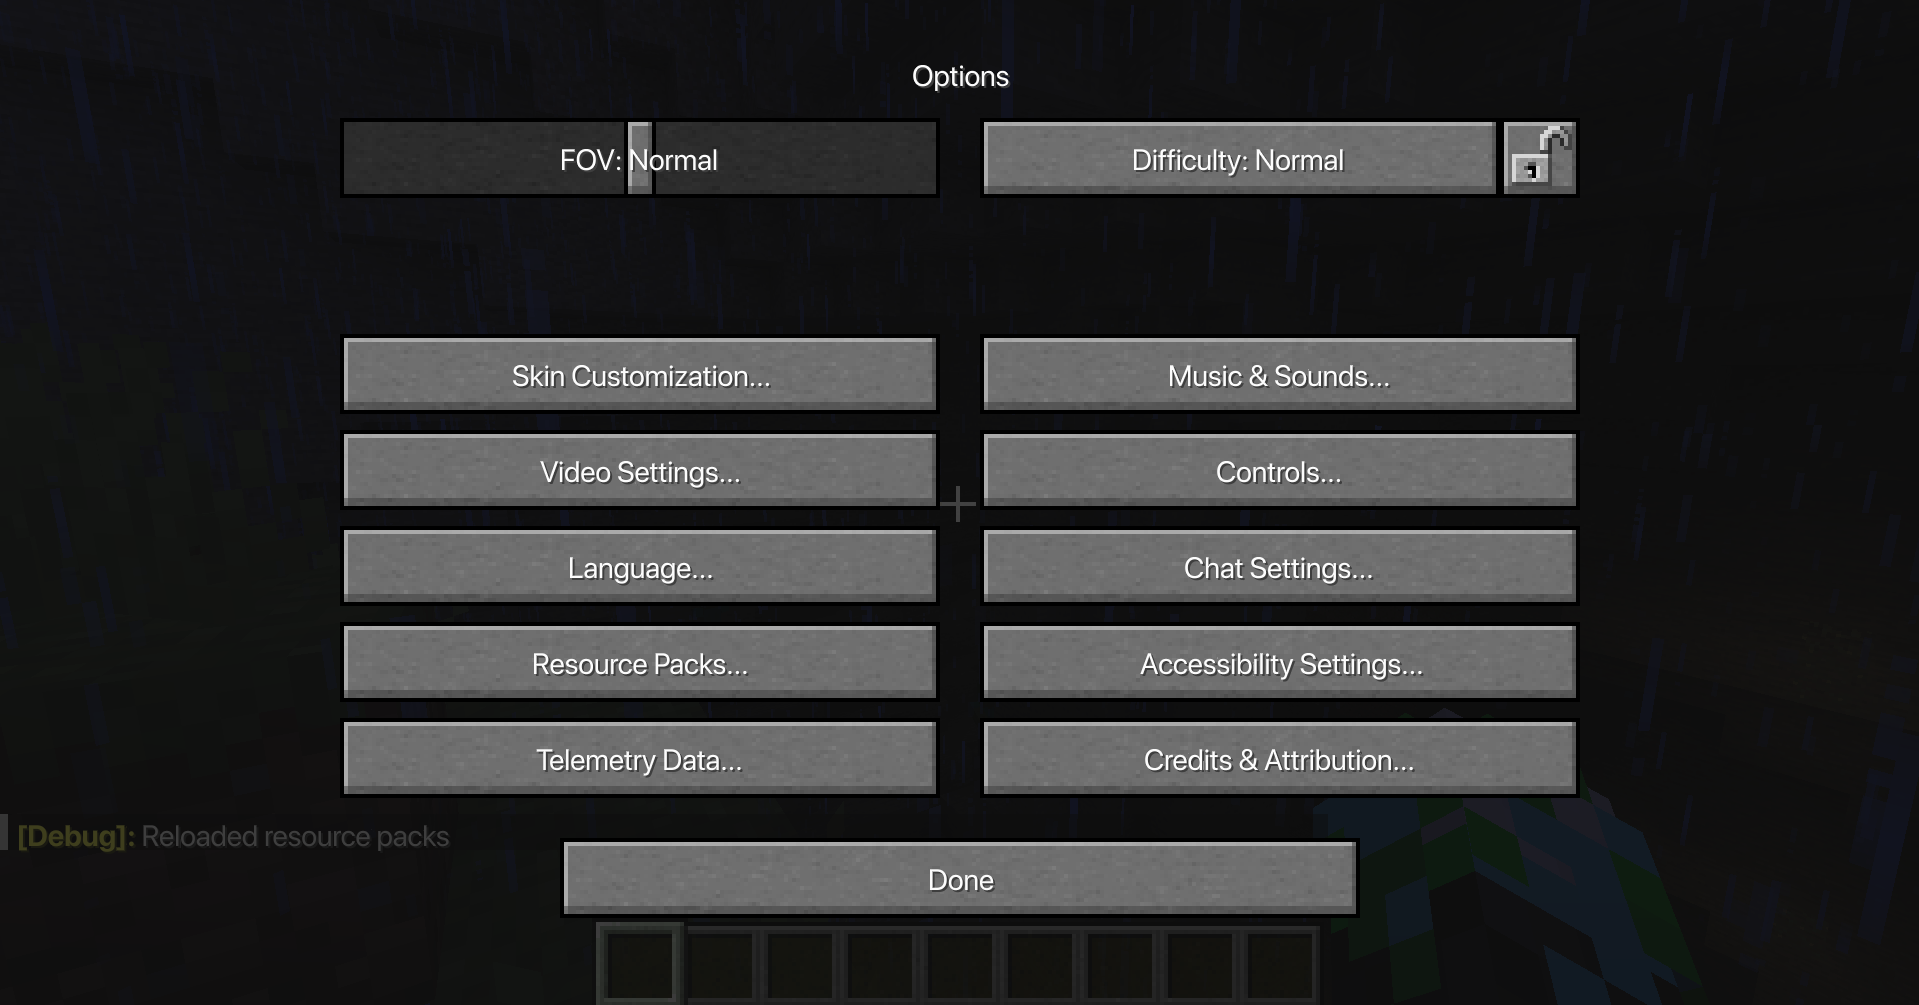 Options
FOV: Normal
Difficulty: Normal
Skin Customization...
Music & Sounds...
Video Settings...
Controls...
Language...
Chat Settings...
Resource Packs...
Accessibility Settings...
Telemetry Data...
Credits & Attribution...
[Debug]: Reloaded resource packs
Done